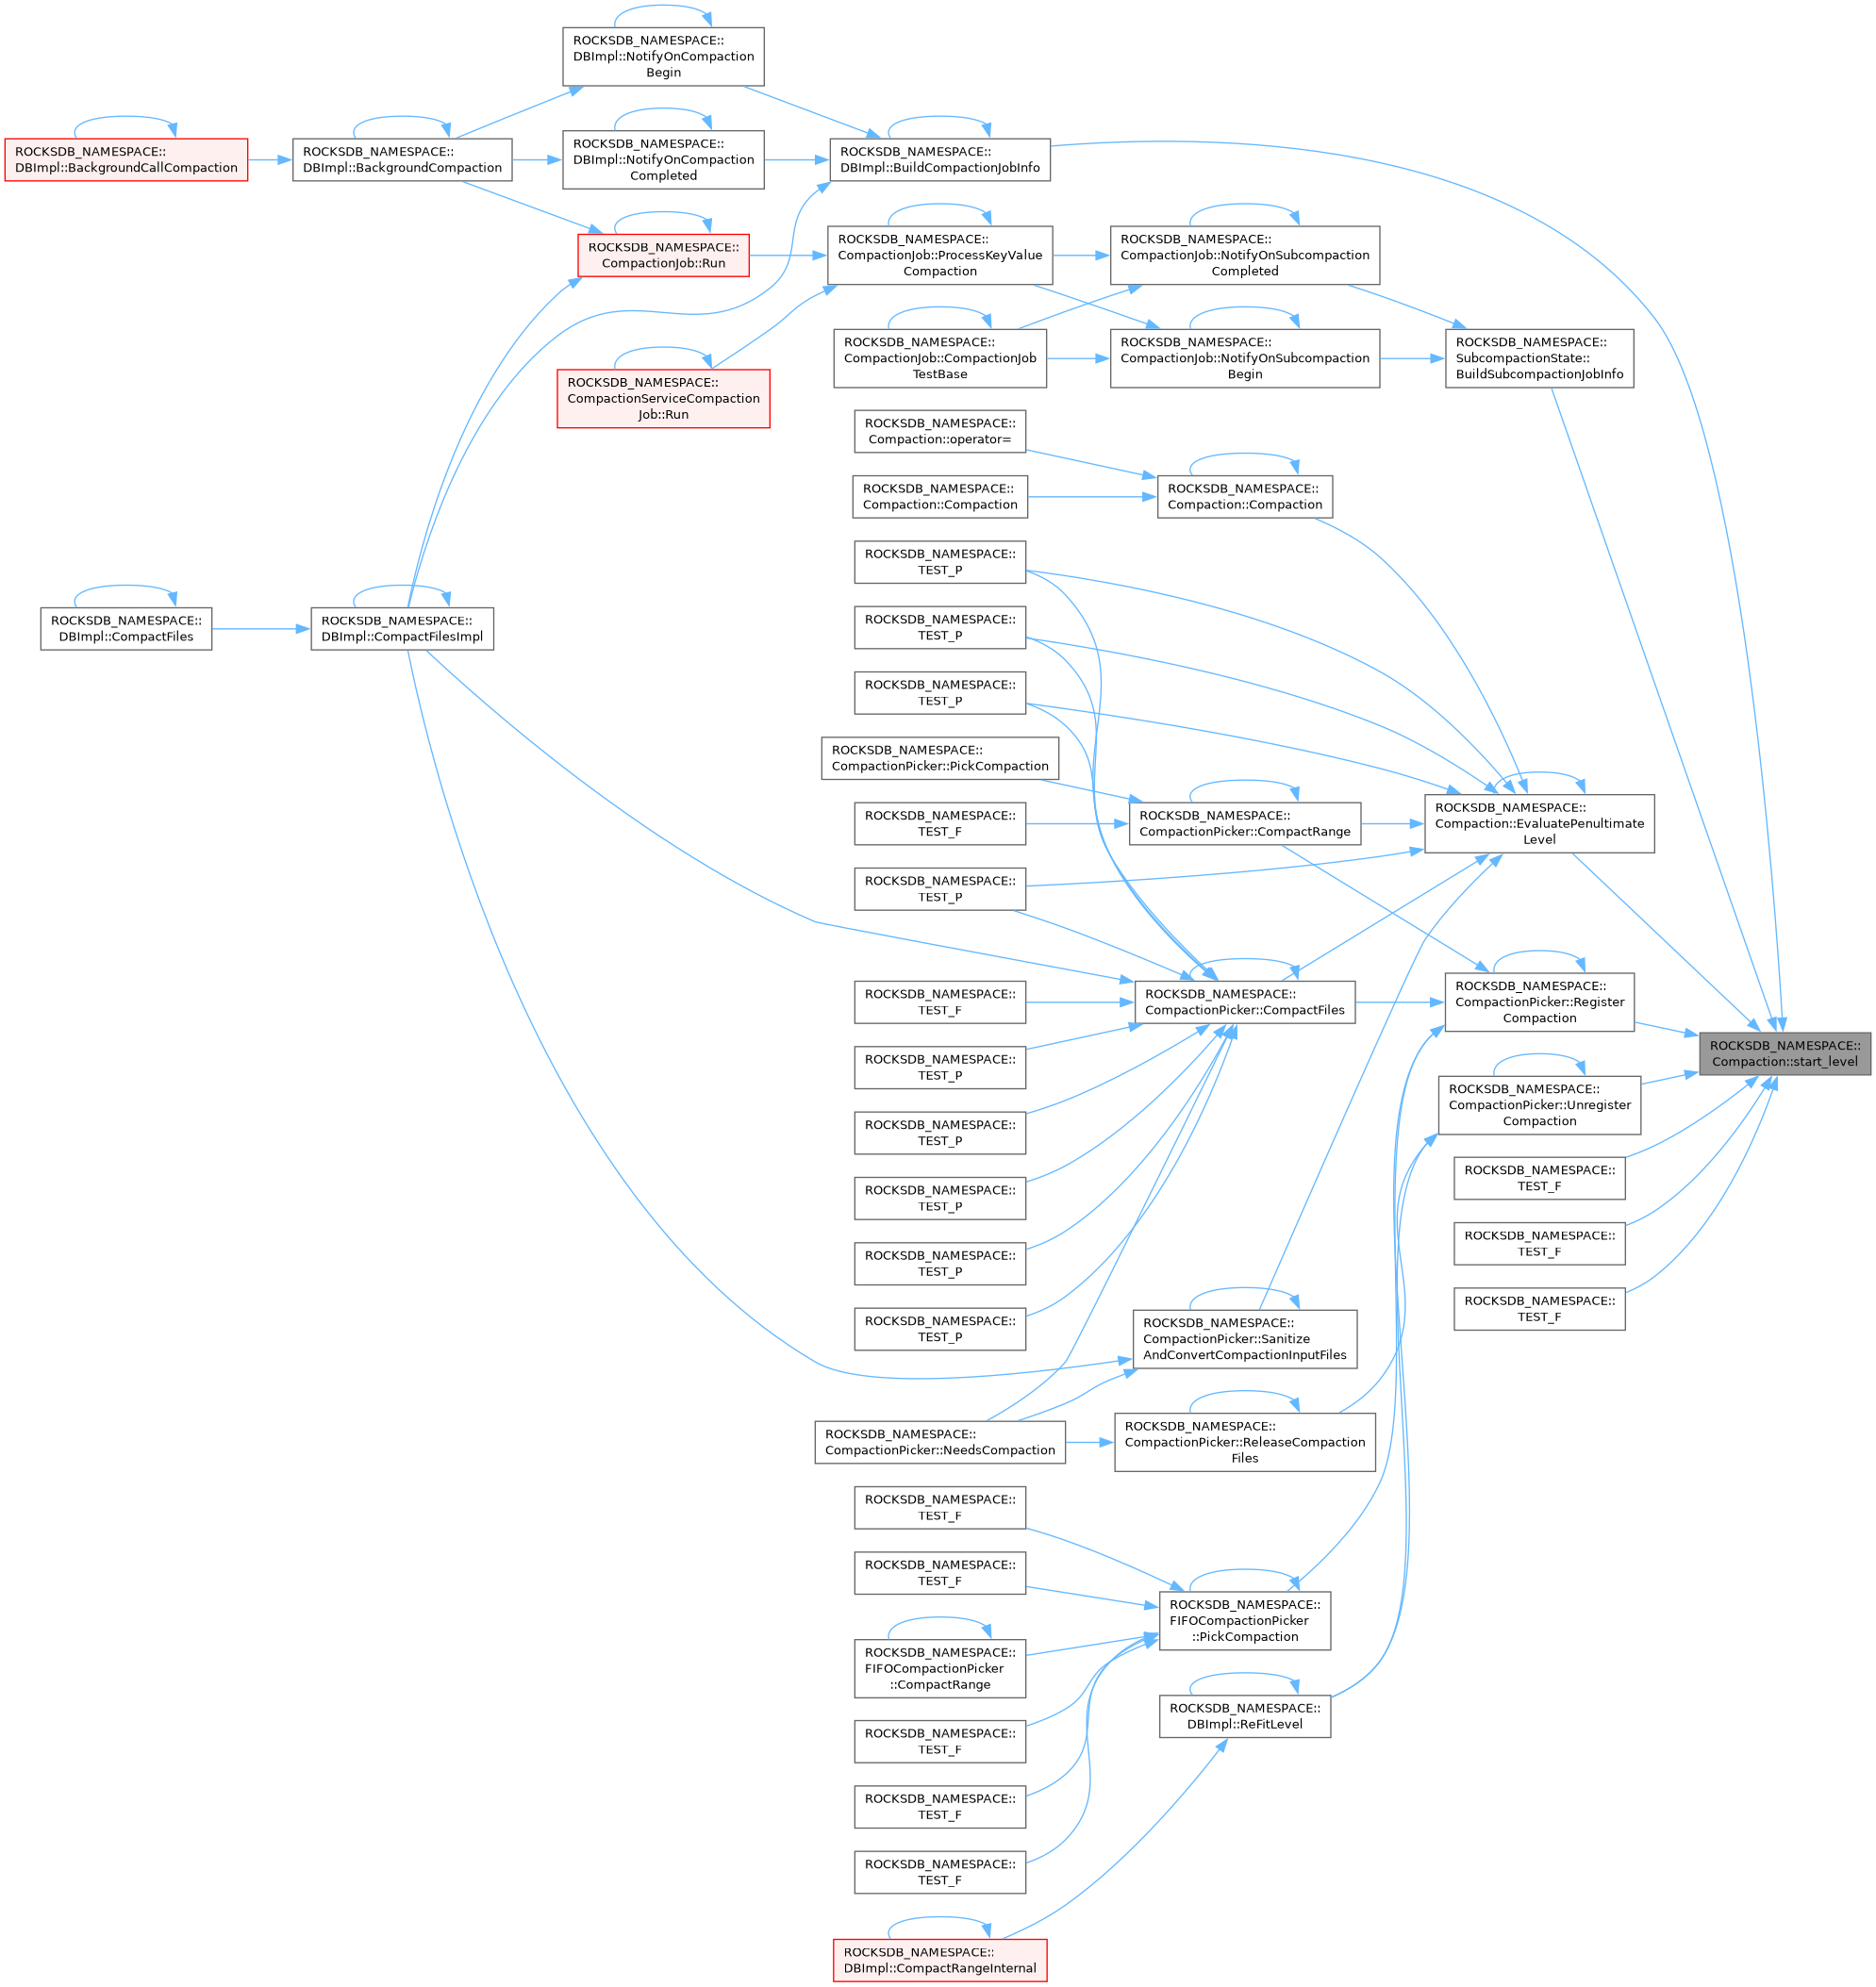 ROCKSDB_NAMESPACE::
DBImpl::NotifyOnCompaction
Begin
ROCKSDB_NAMESPACE::
DBImpl::BackgroundCallCompaction
ROCKSDB_NAMESPACE::
DBImpl::BackgroundCompaction
ROCKSDB_NAMESPACE::
DBImpl::NotifyOnCompaction
Completed
ROCKSDB_NAMESPACE::
DBImpl::BuildCompactionJobInfo
ROCKSDB_NAMESPACE::
CompactionJob::Run
ROCKSDB_NAMESPACE::
CompactionJob::ProcessKeyValue
Compaction
ROCKSDB_NAMESPACE::
CompactionJob::NotifyOnSubcompaction
Completed
ROCKSDB_NAMESPACE::
CompactionServiceCompaction
Job::Run
ROCKSDB_NAMESPACE::
CompactionJob::CompactionJob
TestBase
ROCKSDB_NAMESPACE::
CompactionJob::NotifyOnSubcompaction
Begin
ROCKSDB_NAMESPACE::
SubcompactionState::
BuildSubcompactionJobInfo
ROCKSDB_NAMESPACE::
Compaction::operator=
ROCKSDB_NAMESPACE::
Compaction::Compaction
ROCKSDB_NAMESPACE::
Compaction::Compaction
ROCKSDB_NAMESPACE::
TEST_P
ROCKSDB_NAMESPACE::
DBImpl::CompactFiles
ROCKSDB_NAMESPACE::
DBImpl::CompactFilesImpl
ROCKSDB_NAMESPACE::
TEST_P
ROCKSDB_NAMESPACE::
TEST_P
ROCKSDB_NAMESPACE::
CompactionPicker::PickCompaction
ROCKSDB_NAMESPACE::
TEST_F
ROCKSDB_NAMESPACE::
CompactionPicker::CompactRange
ROCKSDB_NAMESPACE::
Compaction::EvaluatePenultimate
Level
ROCKSDB_NAMESPACE::
TEST_P
ROCKSDB_NAMESPACE::
TEST_F
ROCKSDB_NAMESPACE::
CompactionPicker::CompactFiles
ROCKSDB_NAMESPACE::
CompactionPicker::Register
Compaction
ROCKSDB_NAMESPACE::
Compaction::start_level
ROCKSDB_NAMESPACE::
TEST_P
ROCKSDB_NAMESPACE::
CompactionPicker::Unregister
Compaction
ROCKSDB_NAMESPACE::
TEST_P
ROCKSDB_NAMESPACE::
TEST_F
ROCKSDB_NAMESPACE::
TEST_P
ROCKSDB_NAMESPACE::
TEST_F
ROCKSDB_NAMESPACE::
TEST_P
ROCKSDB_NAMESPACE::
TEST_F
ROCKSDB_NAMESPACE::
TEST_P
ROCKSDB_NAMESPACE::
CompactionPicker::Sanitize
AndConvertCompactionInputFiles
ROCKSDB_NAMESPACE::
CompactionPicker::NeedsCompaction
ROCKSDB_NAMESPACE::
CompactionPicker::ReleaseCompaction
Files
ROCKSDB_NAMESPACE::
TEST_F
ROCKSDB_NAMESPACE::
TEST_F
ROCKSDB_NAMESPACE::
FIFOCompactionPicker
::PickCompaction
ROCKSDB_NAMESPACE::
FIFOCompactionPicker
::CompactRange
ROCKSDB_NAMESPACE::
DBImpl::ReFitLevel
ROCKSDB_NAMESPACE::
TEST_F
ROCKSDB_NAMESPACE::
TEST_F
ROCKSDB_NAMESPACE::
TEST_F
ROCKSDB_NAMESPACE::
DBImpl::CompactRangeInternal